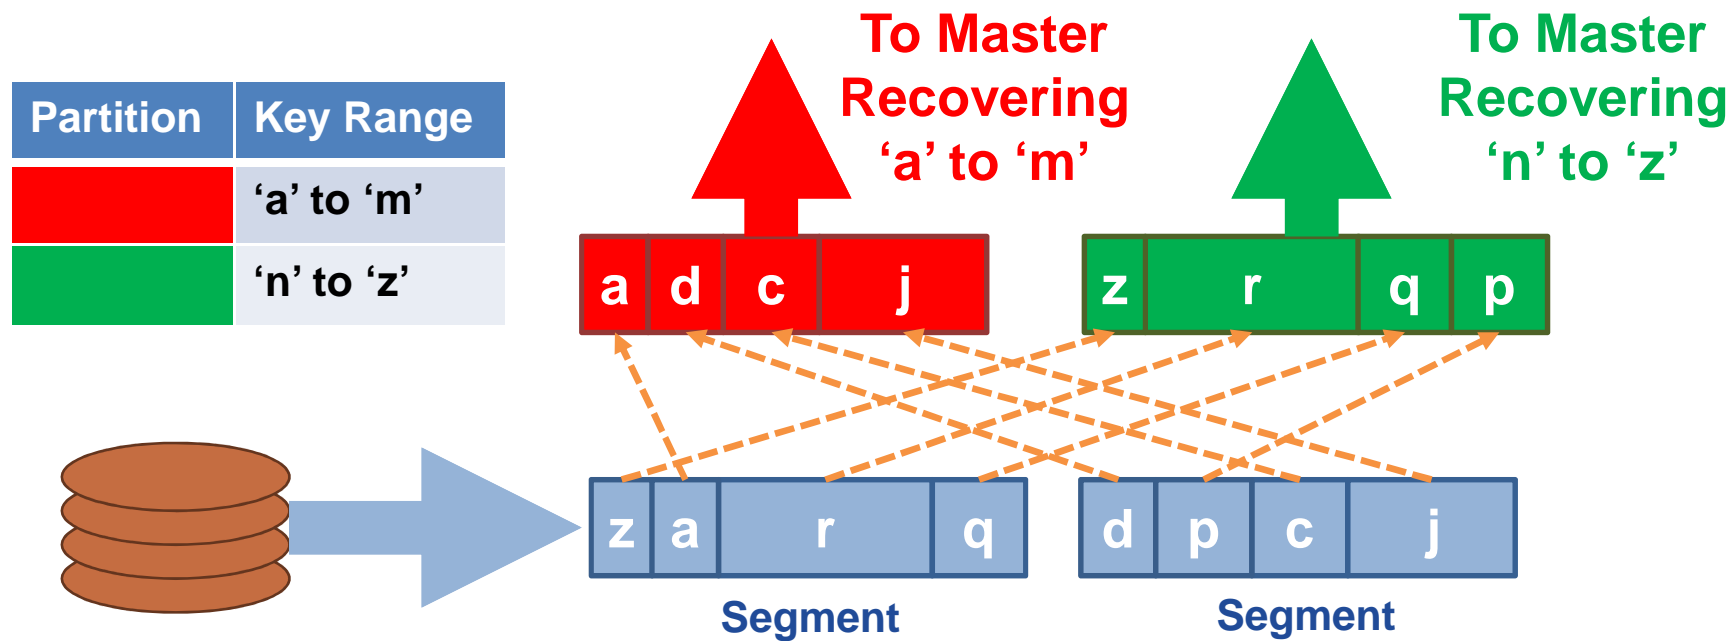 To Master
Recovering
‘a’ to ‘m’
To Master
Recovering
‘n’ to ‘z’
Partition Key Range
‘a’ to ‘m’
‘n’ to ‘z’
a d c j
z r q p
z a r q
d p c j
Segment
Segment